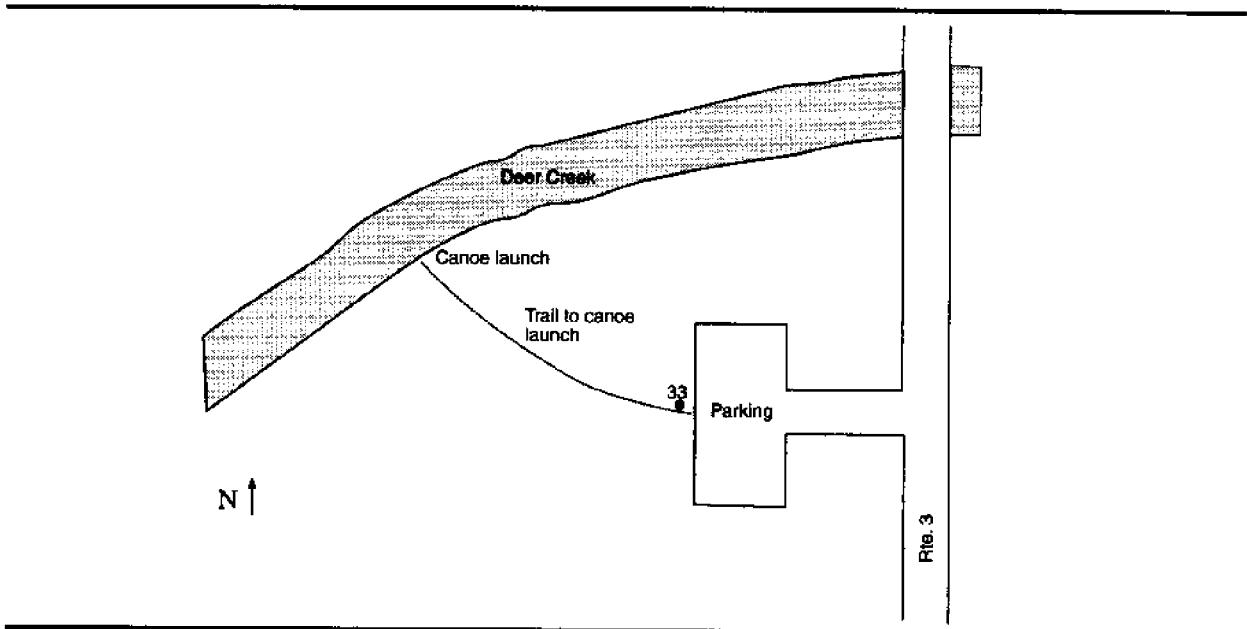 Deer Creek
Canoe launch
Trail to canoe
launch
33
Parking
N
Rte. 3